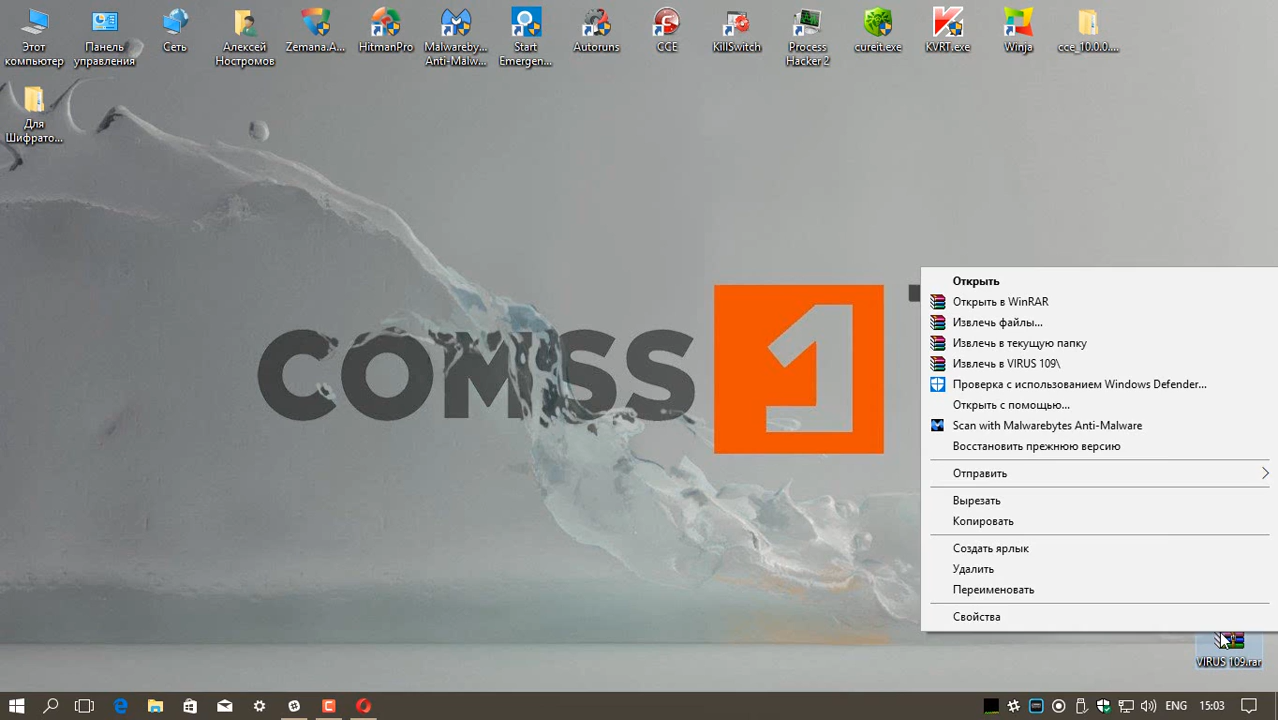 Этот
компьютер
Панель
управления
Сеть
Алексей
Ностромов
Zemana.A...
HitmanPro
Malwareby...
Anti-Malw...
Start
Emergen...
Autoruns
CCE
KillSwitch
Process
Hacker 2
cureit.exe
KVRT.exe
Winja
cce_10.0.0....
Для
Шифрато...
COMSS 1
Открыть
Открыть в WinRAR
Извлечь файлы...
Извлечь в текущую папку
Извлечь в VIRUS 109\
Проверка с использованием Windows Defender...
Открыть с помощью...
Scan with Malwarebytes Anti-Malware
Восстановить прежнюю версию
Отправить
Вырезать
Копировать
Создать ярлык
Удалить
Переименовать
Свойства
VIRUS 109.rar
ENG
15:03